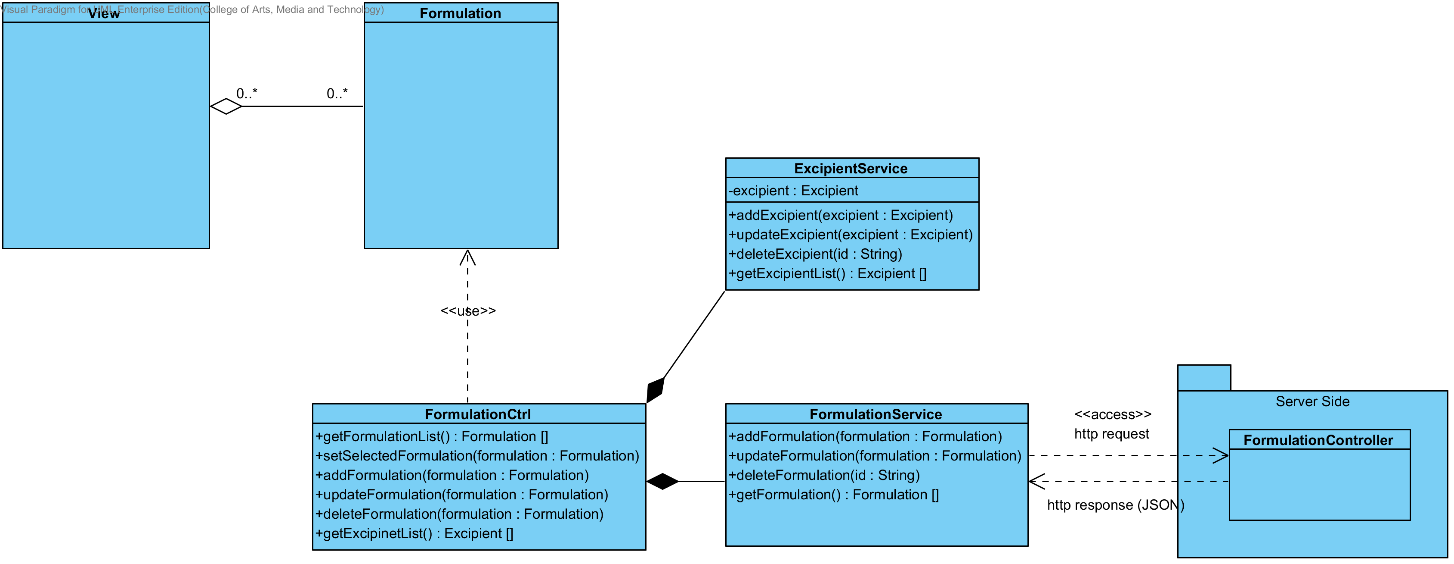 Visual Paradigm for UML Enterprise Edition(College of Arts, Media and Technology)
View
Formulation
0..*
0..*
ExcipientService
-excipient : Excipient
+addExcipient(excipient : Excipient)
+updateExcipient(excipient : Excipient)
+deleteExcipient(id : String)
+getExcipientList() : Excipient []
<<use>>
FormulationCtrl
+getFormulationList() : Formulation []
+setSelectedFormulation(formulation : Formulation)
+addFormulation(formulation : Formulation)
+updateFormulation(formulation : Formulation)
+deleteFormulation(formulation : Formulation)
+getExcipinetList() : Excipient []
FormulationService
+addFormulation(formulation : Formulation)
+updateFormulation(formulation : Formulation)
+deleteFormulation(id : String)
+getFormulation() : Formulation []
<<access>>
http request
http response (JSON)
Server Side
FormulationController